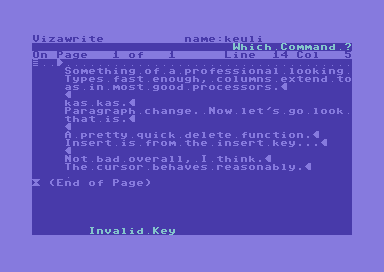 Vizawrite name:keuli
Which Command ?
On Page 1 of 1 Line 14 Col 5
Something of a professional looking
Types fast enough, columns extend to
as in most good processors.
kas kas.
Paragraph change. Now let's go look
that is.
A pretty quick delete function.
Insert is from the insert key...
Not bad overall, I think.
The cursor behaves reasonably.
(End of Page)
Invalid Key